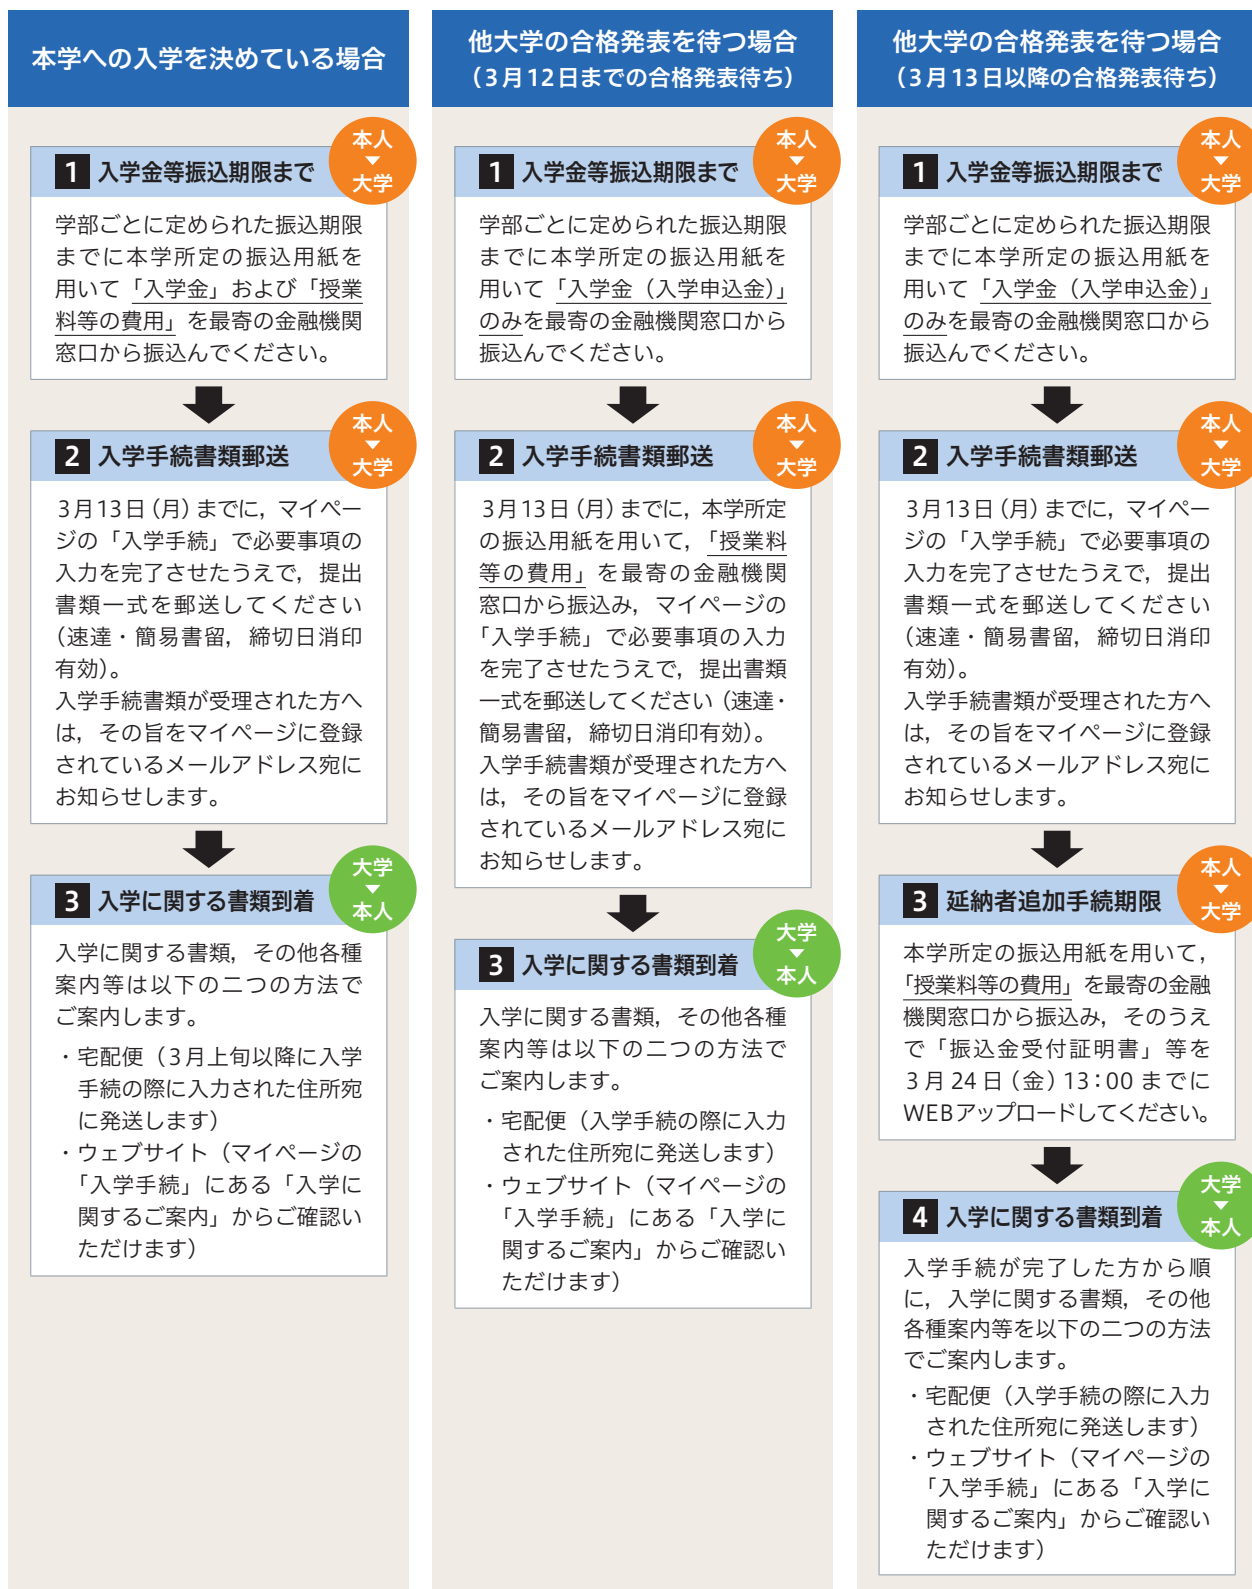 本学への入学を決めている場合
本人
▼
大学
1 入学金等振込期限まで
学部ごとに定められた振込期限
までに本学所定の振込用紙を
用いて「入学金」および「授業
料等の費用」を最寄の金融機関
窓口から振込んでください。
本人
▼
大学
2 入学手続書類郵送
3月13日（月）までに，マイペー
ジの「入学手続」で必要事項の
入力を完了させたうえで，提出
書類一式を郵送してください
（速達・簡易書留，締切日消印
有効）。
入学手続書類が受理された方へ
は，その旨をマイページに登録
されているメールアドレス宛に
お知らせします。
大学
▼
本人
3 入学に関する書類到着
入学に関する書類，その他各種
案内等は以下の二つの方法で
ご案内します。
・宅配便（3月上旬以降に入学
手続の際に入力された住所宛
に発送します）
・ウェブサイト（マイページの
「入学手続」にある「入学に
関するご案内」からご確認い
ただけます）
他大学の合格発表を待つ場合
（3月12日までの合格発表待ち）
本人
▼
大学
1 入学金等振込期限まで
学部ごとに定められた振込期限
までに本学所定の振込用紙を
用いて「入学金（入学申込金）」
のみを最寄の金融機関窓口から
振込んでください。
本人
▼
大学
2 入学手続書類郵送
3月13日（月）までに，本学所定
の振込用紙を用いて，「授業料
等の費用」を最寄の金融機関
窓口から振込み，マイページの
「入学手続」で必要事項の入力
を完了させたうえで，提出書類
一式を郵送してください（速達・
簡易書留，締切日消印有効）。
入学手続書類が受理された方へ
は，その旨をマイページに登録
されているメールアドレス宛に
お知らせします。
大学
▼
本人
3 入学に関する書類到着
入学に関する書類，その他各種
案内等は以下の二つの方法で
ご案内します。
・宅配便（入学手続の際に入力
された住所宛に発送します）
・ウェブサイト（マイページの
「入学手続」にある「入学に
関するご案内」からご確認い
ただけます）
他大学の合格発表を待つ場合
（3月13日以降の合格発表待ち）
本人
▼
大学
1 入学金等振込期限まで
学部ごとに定められた振込期限
までに本学所定の振込用紙を
用いて「入学金（入学申込金）」
のみを最寄の金融機関窓口から
振込んでください。
本人
▼
大学
2 入学手続書類郵送
3月13日（月）までに，マイペー
ジの「入学手続」で必要事項の
入力を完了させたうえで，提出
書類一式を郵送してください
（速達・簡易書留，締切日消印
有効）。
入学手続書類が受理された方へ
は，その旨をマイページに登録
されているメールアドレス宛に
お知らせします。
本人
▼
大学
3 延納者追加手続期限
本学所定の振込用紙を用いて，
「授業料等の費用」を最寄の金融
機関窓口から振込み，そのうえ
で「振込金受付証明書」等を
3月24日（金）13：00までに
WEBアップロードしてください。
大学
▼
本人
4 入学に関する書類到着
入学手続が完了した方から順
に，入学に関する書類，その他
各種案内等を以下の二つの方法
でご案内します。
・宅配便（入学手続の際に入力
された住所宛に発送します）
・ウェブサイト（マイページの
「入学手続」にある「入学に
関するご案内」からご確認い
ただけます）